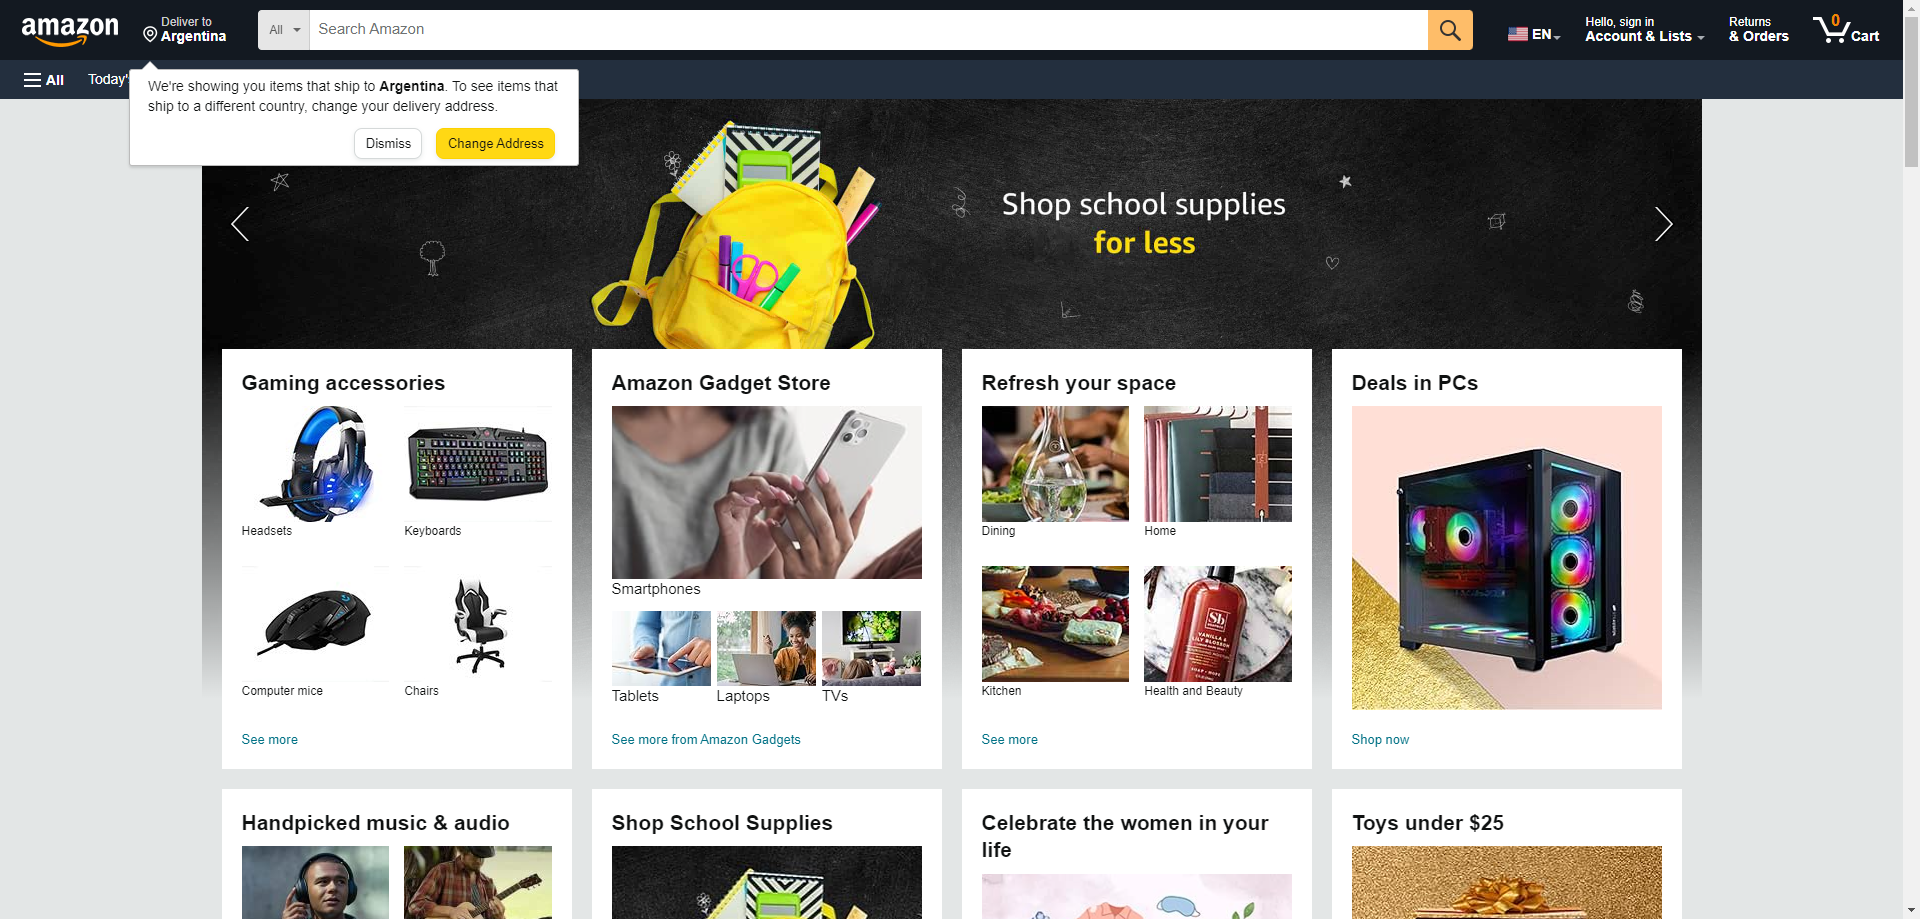 amazon
Deliver to
Argentina
All
Search Amazon
EN
Hello, sign in
Account & Lists
Returns
& Orders
0
Cart
All
Today's
We're showing you items that ship to Argentina. To see items that
ship to a different country, change your delivery address.
Dismiss
Change Address
Shop school supplies
for less
Gaming accessories
Headsets
Keyboards
Computer mice
Chairs
See more
Amazon Gadget Store
Smartphones
Tablets
Laptops
TVs
See more from Amazon Gadgets
Refresh your space
Dining
Home
Kitchen
Sb
VANILLA &
LILY BLOSSOM
Health and Beauty
See more
Deals in PCs
Shop now
Handpicked music & audio
Shop School Supplies
Celebrate the women in your
life
Toys under $25